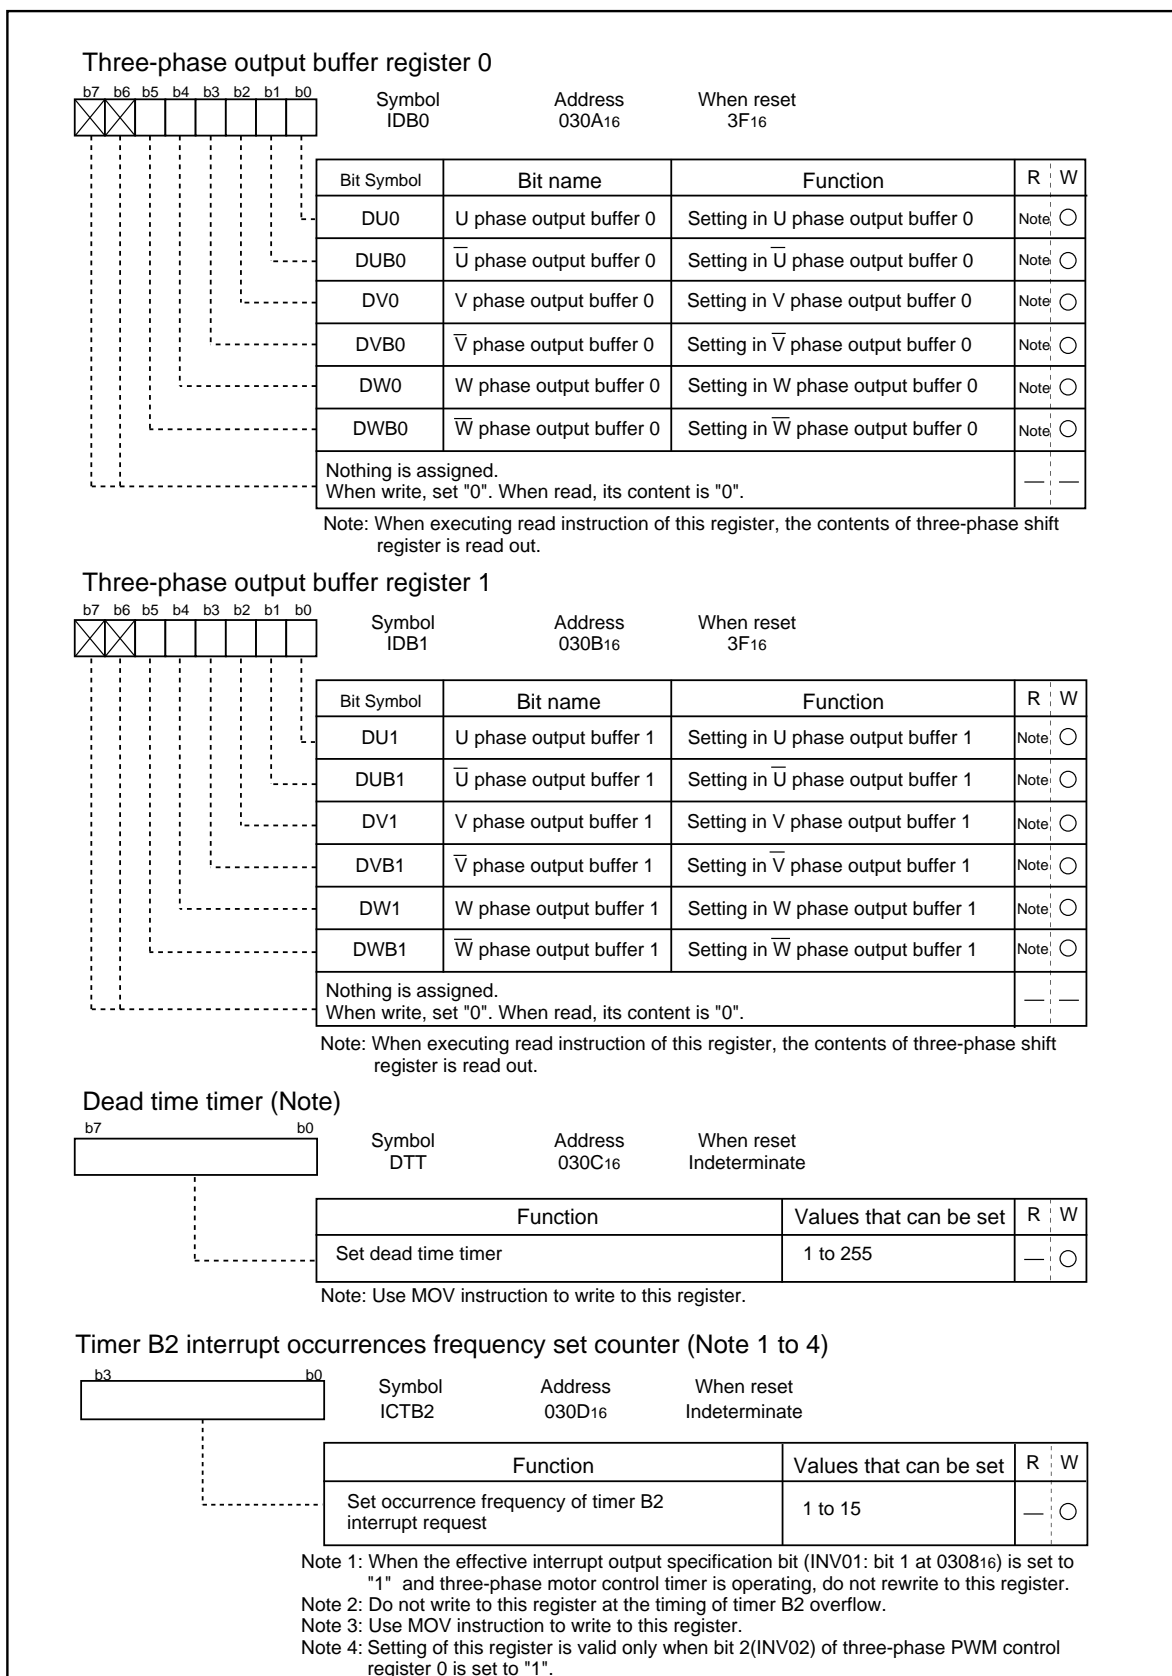 Three-phase output buffer register 0
b7 b6 b5 b4 b3 b2 b1 b0
Symbol Address When reset
IDB0 030A16 3F16
Bit Symbol Bit name Function R W
DU0 U phase output buffer 0 Setting in U phase output buffer 0 Note ○
DUB0 U̅ phase output buffer 0 Setting in U̅ phase output buffer 0 Note ○
DV0 V phase output buffer 0 Setting in V phase output buffer 0 Note ○
DVB0 V̅ phase output buffer 0 Setting in V̅ phase output buffer 0 Note ○
DW0 W phase output buffer 0 Setting in W phase output buffer 0 Note ○
DWB0 W̅ phase output buffer 0 Setting in W̅ phase output buffer 0 Note ○
Nothing is assigned.
When write, set "0". When read, its content is "0". — —
Note: When executing read instruction of this register, the contents of three-phase shift
register is read out.
Three-phase output buffer register 1
b7 b6 b5 b4 b3 b2 b1 b0
Symbol Address When reset
IDB1 030B16 3F16
Bit Symbol Bit name Function R W
DU1 U phase output buffer 1 Setting in U phase output buffer 1 Note ○
DUB1 U̅ phase output buffer 1 Setting in U̅ phase output buffer 1 Note ○
DV1 V phase output buffer 1 Setting in V phase output buffer 1 Note ○
DVB1 V̅ phase output buffer 1 Setting in V̅ phase output buffer 1 Note ○
DW1 W phase output buffer 1 Setting in W phase output buffer 1 Note ○
DWB1 W̅ phase output buffer 1 Setting in W̅ phase output buffer 1 Note ○
Nothing is assigned.
When write, set "0". When read, its content is "0". — —
Note: When executing read instruction of this register, the contents of three-phase shift
register is read out.
Dead time timer (Note)
b7 b0
Symbol Address When reset
DTT 030C16 Indeterminate
Function Values that can be set R W
Set dead time timer 1 to 255 — ○
Note: Use MOV instruction to write to this register.
Timer B2 interrupt occurrences frequency set counter (Note 1 to 4)
b3 b0
Symbol Address When reset
ICTB2 030D16 Indeterminate
Function Values that can be set R W
Set occurrence frequency of timer B2
interrupt request 1 to 15 — ○
Note 1: When the effective interrupt output specification bit (INV01: bit 1 at 030816) is set to
"1" and three-phase motor control timer is operating, do not rewrite to this register.
Note 2: Do not write to this register at the timing of timer B2 overflow.
Note 3: Use MOV instruction to write to this register.
Note 4: Setting of this register is valid only when bit 2(INV02) of three-phase PWM control
register 0 is set to "1".